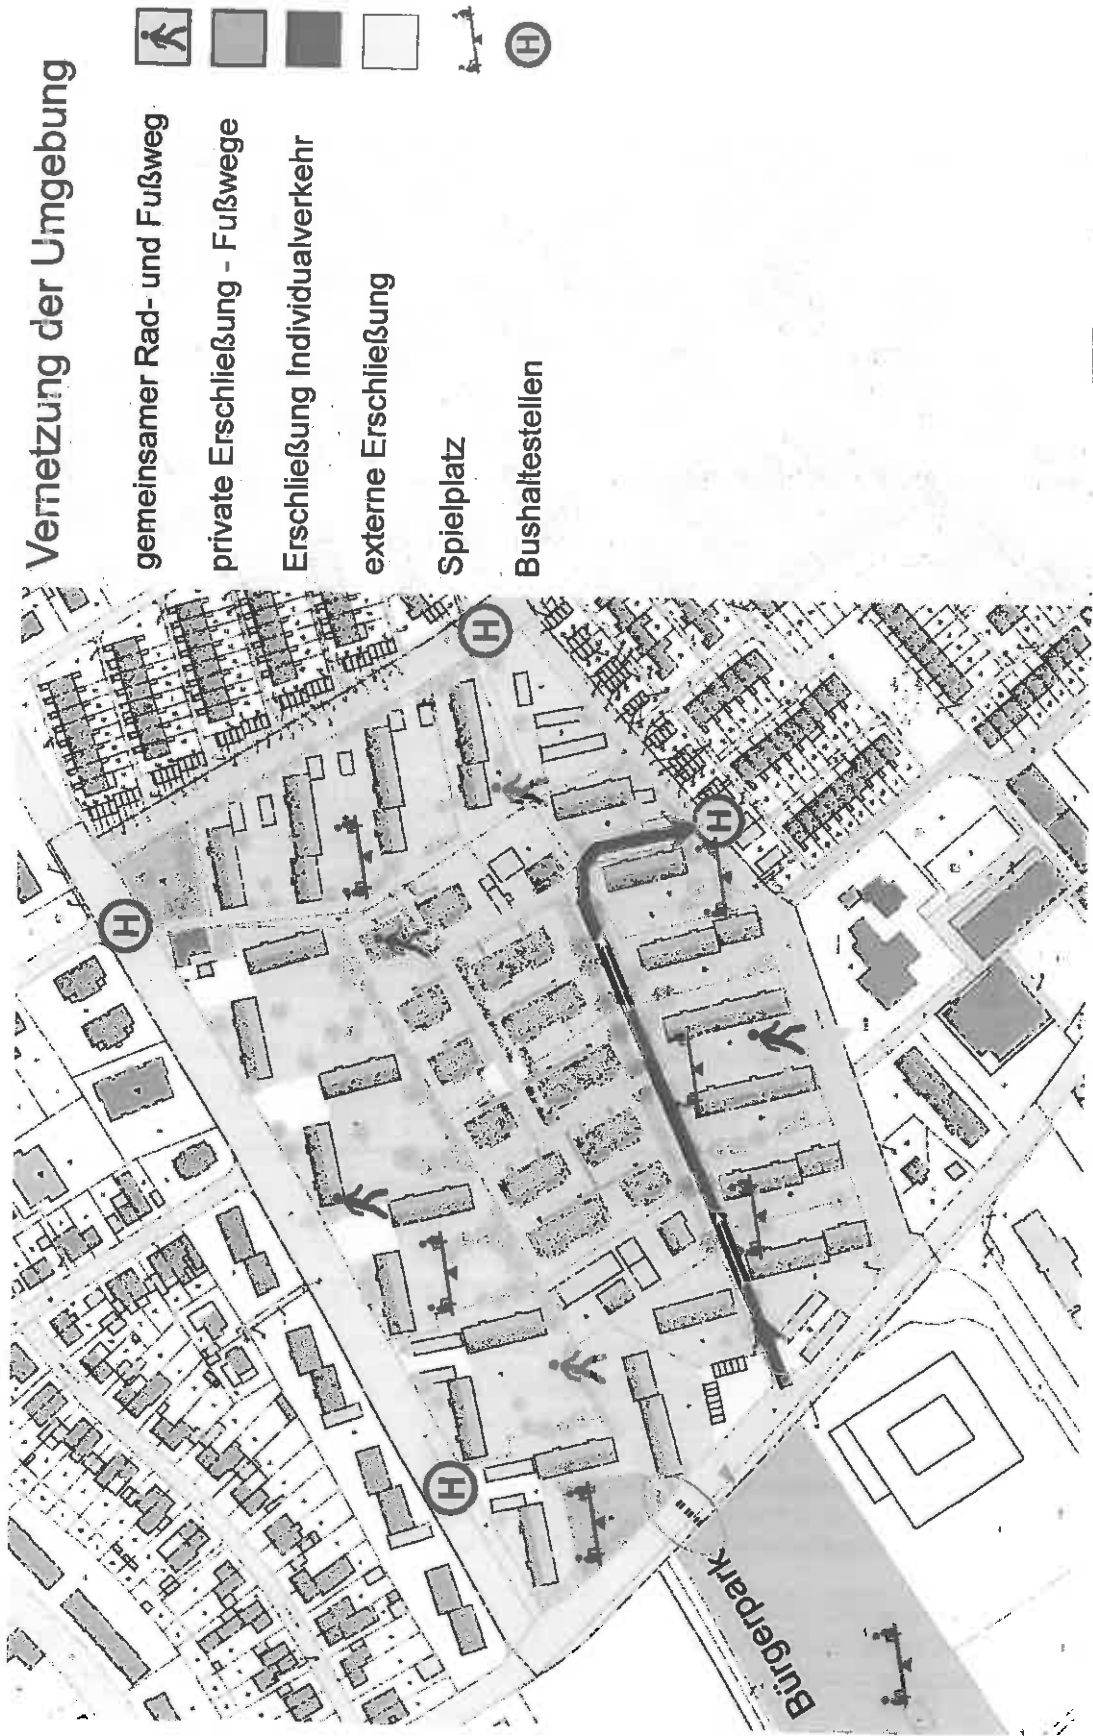 Vernetzung der Umgebung
gemeinsamer Rad- und Fußweg
private Erschließung - Fußwege
Erschließung Individualverkehr
externe Erschließung
Spielplatz
Bushaltestellen
H
H
H
H
H
Bürgerpark